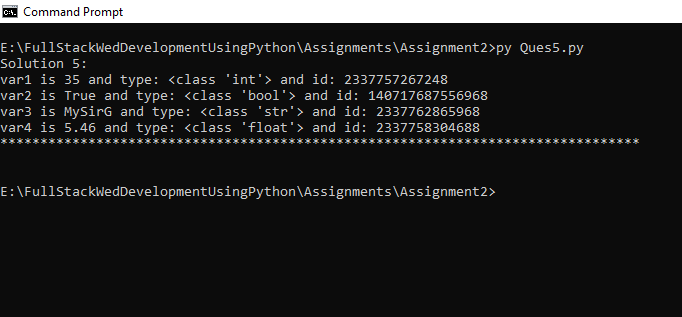 Command Prompt
E:\FullStackWedDevelopmentUsingPython\Assignments\Assignment2>py Ques5.py
Solution 5:
var1 is 35 and type: <class 'int'> and id: 2337757267248
var2 is True and type: <class 'bool'> and id: 140717687556968
var3 is MySirG and type: <class 'str'> and id: 2337762865968
var4 is 5.46 and type: <class 'float'> and id: 2337758304688
********************************************************************************
E:\FullStackWedDevelopmentUsingPython\Assignments\Assignment2>